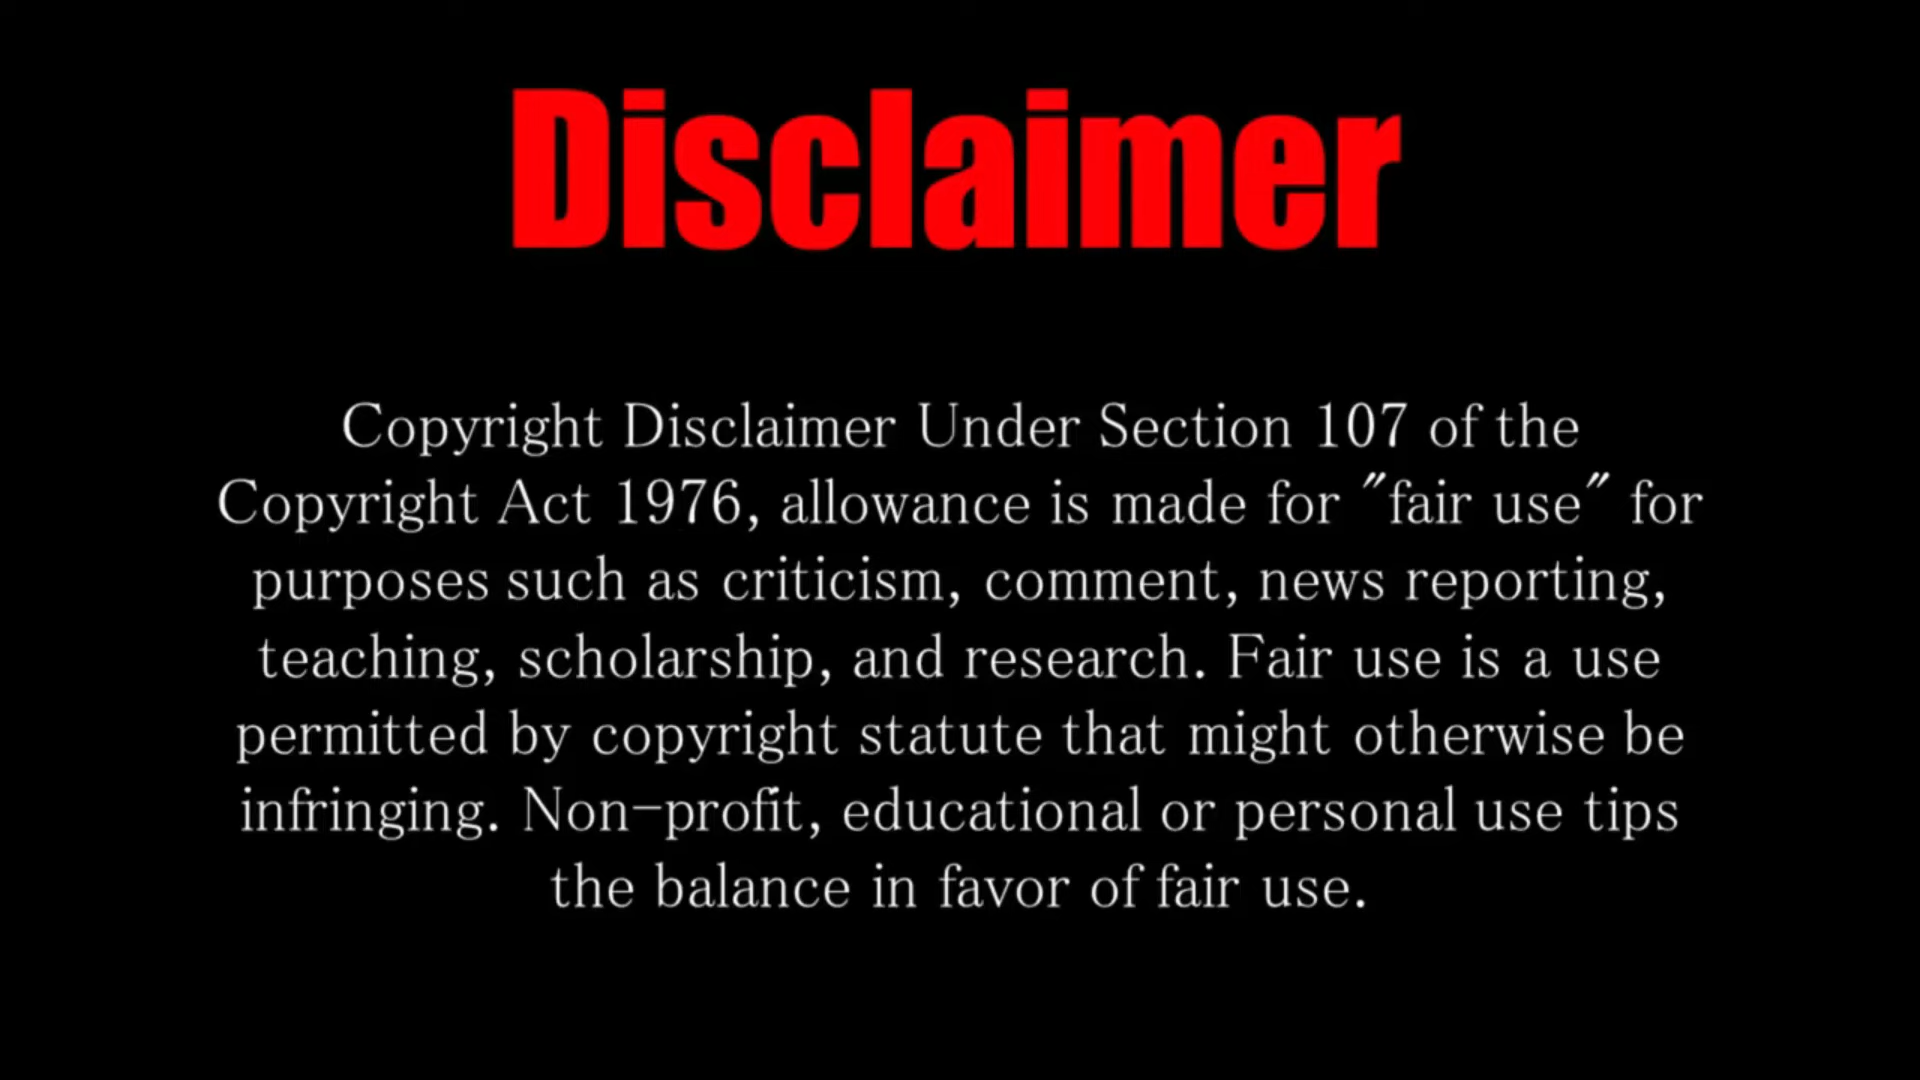 Disclaimer
Copyright Disclaimer Under Section 107 of the
Copyright Act 1976, allowance is made for "fair use" for
purposes such as criticism, comment, news reporting,
teaching, scholarship, and research. Fair use is a use
permitted by copyright statute that might otherwise be
infringing. Non-profit, educational or personal use tips
the balance in favor of fair use.